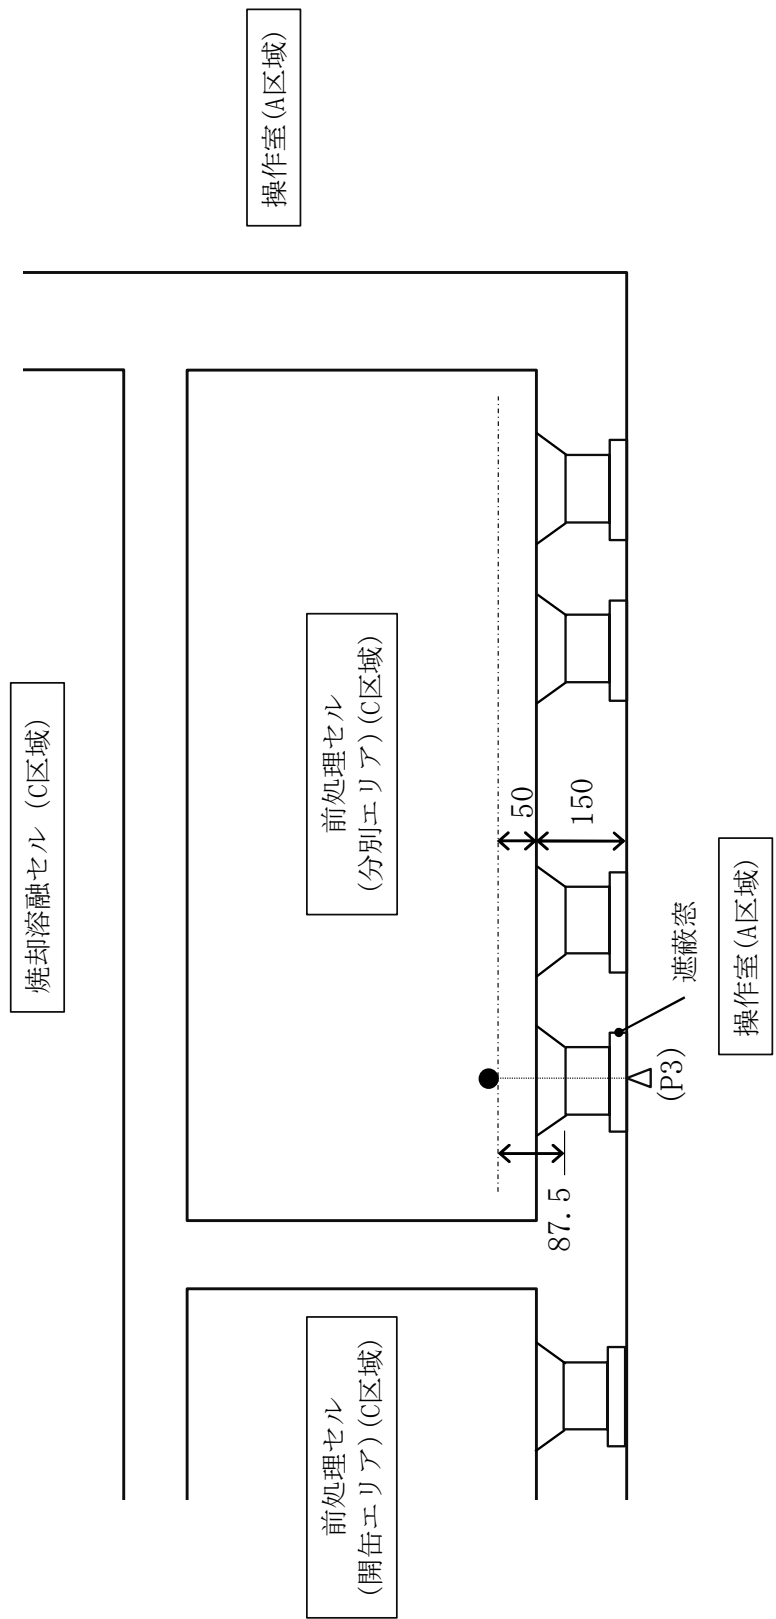 焼却溶融セル (C区域)
操作室(A区域)
前処理セル
(分別エリア)(C区域)
前処理セル
(開缶エリア)(C区域)
50
150
87.5
遮蔽窓
(P3)
操作室(A区域)